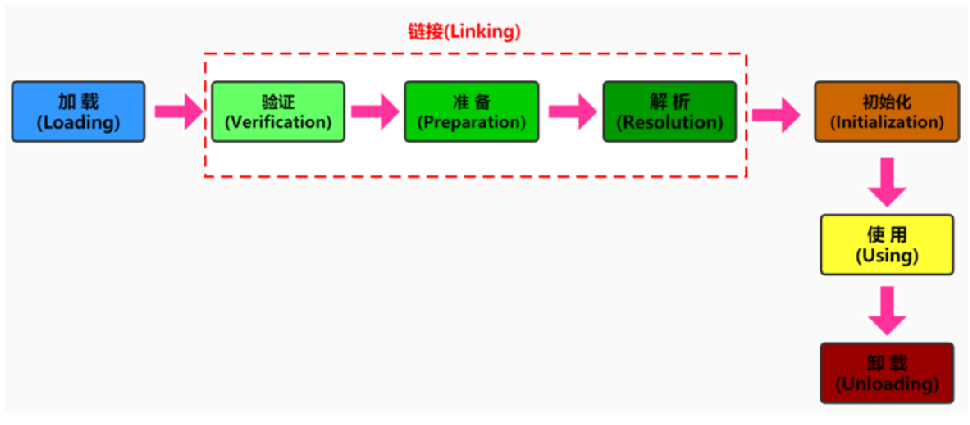 链接(Linking)
加 载
(Loading)
验证
(Verification)
准 备
(Preparation)
解 析
(Resolution)
初始化
(Initialization)
使 用
(Using)
卸 载
(Unloading)